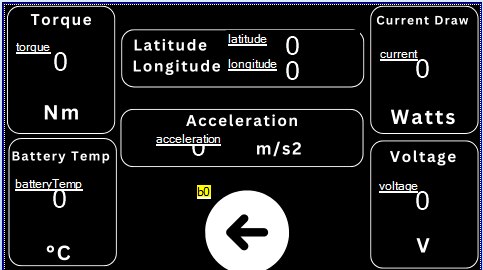 Torque
torque
0
Nm
Latitude latitude 0
Longitude longitude 0
Current Draw
current
0
Watts
Acceleration
acceleration
0 m/s2
Battery Temp
batteryTemp
0
°C
b0
Voltage
voltage
0
V